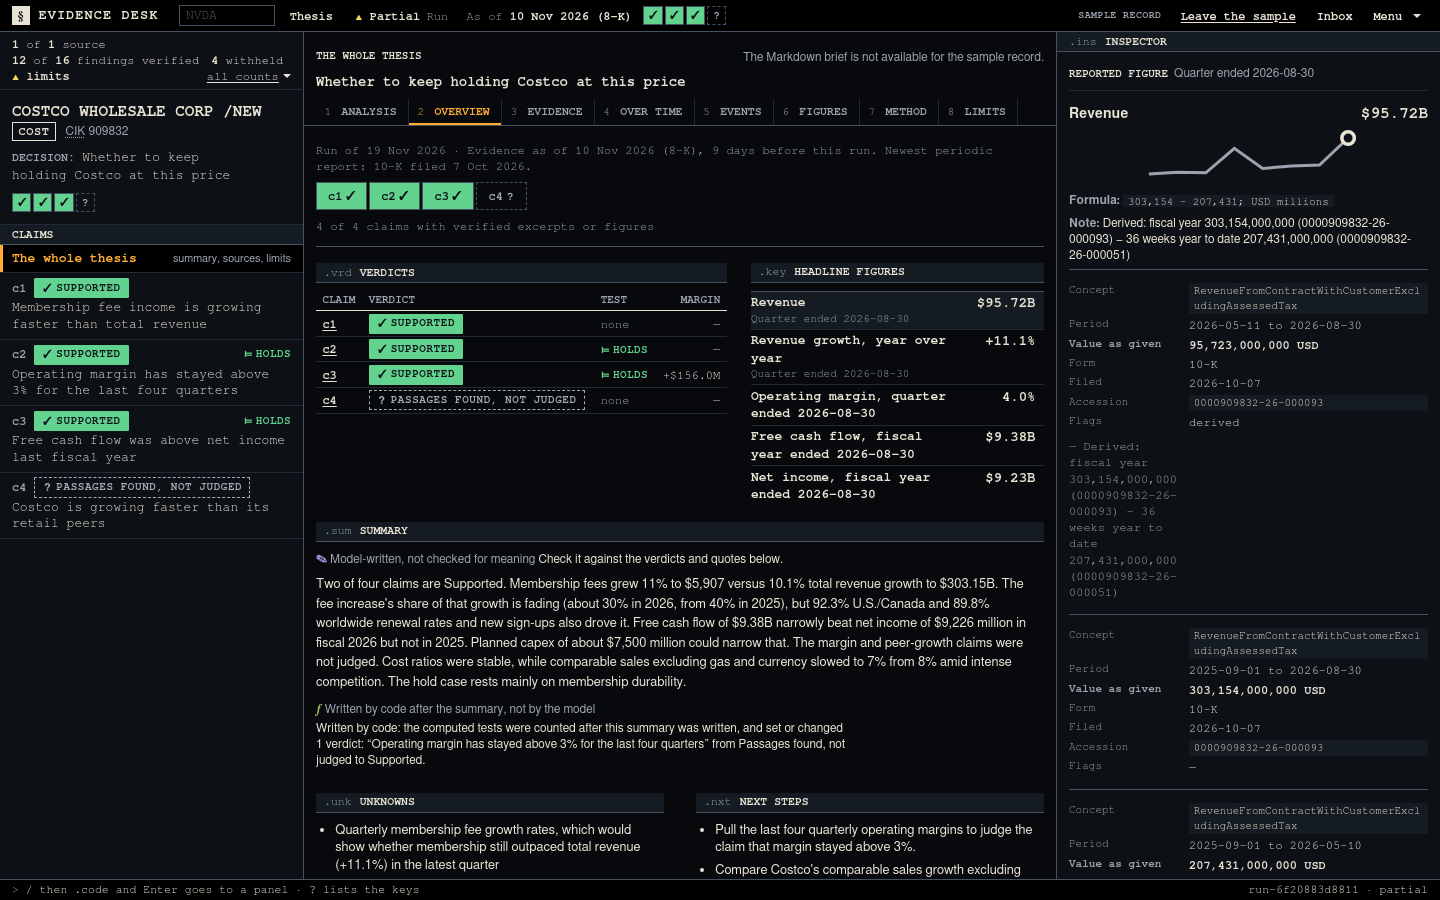 § EVIDENCE DESK NVDA Thesis ▲ Partial Run As of 10 Nov 2026 (8-K) ✓ ✓ ✓ ? SAMPLE RECORD Leave the sample Inbox Menu
1 of 1 source
12 of 16 findings verified 4 withheld
▲ limits all counts
COSTCO WHOLESALE CORP /NEW
COST CIK 909832
DECISION: Whether to keep
holding Costco at this price
✓ ✓ ✓ ?
CLAIMS
The whole thesis summary, sources, limits
c1 ✓ SUPPORTED
Membership fee income is growing
faster than total revenue
c2 ✓ SUPPORTED ⊨ HOLDS
Operating margin has stayed above
3% for the last four quarters
c3 ✓ SUPPORTED ⊨ HOLDS
Free cash flow was above net income
last fiscal year
c4 ? PASSAGES FOUND, NOT JUDGED
Costco is growing faster than its
retail peers
THE WHOLE THESIS The Markdown brief is not available for the sample record.
Whether to keep holding Costco at this price
1 ANALYSIS 2 OVERVIEW 3 EVIDENCE 4 OVER TIME 5 EVENTS 6 FIGURES 7 METHOD 8 LIMITS
Run of 19 Nov 2026 · Evidence as of 10 Nov 2026 (8-K), 9 days before this run. Newest periodic
report: 10-K filed 7 Oct 2026.
c1 ✓ c2 ✓ c3 ✓ c4 ?
4 of 4 claims with verified excerpts or figures
.vrd VERDICTS
CLAIM VERDICT TEST MARGIN
c1 ✓ SUPPORTED none —
c2 ✓ SUPPORTED ⊨ HOLDS —
c3 ✓ SUPPORTED ⊨ HOLDS +$156.0M
c4 ? PASSAGES FOUND, NOT JUDGED none —
.key HEADLINE FIGURES
Revenue $95.72B
Quarter ended 2026-08-30
Revenue growth, year over +11.1%
year
Quarter ended 2026-08-30
Operating margin, quarter 4.0%
ended 2026-08-30
Free cash flow, fiscal $9.38B
year ended 2026-08-30
Net income, fiscal year $9.23B
ended 2026-08-30
.sum SUMMARY
✎ Model-written, not checked for meaning Check it against the verdicts and quotes below.
Two of four claims are Supported. Membership fees grew 11% to $5,907 versus 10.1% total revenue growth to $303.15B. The
fee increase's share of that growth is fading (about 30% in 2026, from 40% in 2025), but 92.3% U.S./Canada and 89.8%
worldwide renewal rates and new sign-ups also drove it. Free cash flow of $9.38B narrowly beat net income of $9,226 million in
fiscal 2026 but not in 2025. Planned capex of about $7,500 million could narrow that. The margin and peer-growth claims were
not judged. Cost ratios were stable, while comparable sales excluding gas and currency slowed to 7% from 8% amid intense
competition. The hold case rests mainly on membership durability.
ƒ Written by code after the summary, not by the model
Written by code: the computed tests were counted after this summary was written, and set or changed
1 verdict: “Operating margin has stayed above 3% for the last four quarters” from Passages found, not
judged to Supported.
.unk UNKNOWNS
• Quarterly membership fee growth rates, which would
show whether membership still outpaced total revenue
(+11.1%) in the latest quarter
.nxt NEXT STEPS
• Pull the last four quarterly operating margins to judge the
claim that margin stayed above 3%.
• Compare Costco's comparable sales growth excluding
.ins INSPECTOR
REPORTED FIGURE Quarter ended 2026-08-30
Revenue $95.72B
Formula: 303,154 − 207,431; USD millions
Note: Derived: fiscal year 303,154,000,000 (0000909832-26-
000093) − 36 weeks year to date 207,431,000,000 (0000909832-
26-000051)
Concept RevenueFromContractWithCustomerExcl
udingAssessedTax
Period 2026-05-11 to 2026-08-30
Value as given 95,723,000,000 USD
Form 10-K
Filed 2026-10-07
Accession 0000909832-26-000093
Flags derived
— Derived:
fiscal year
303,154,000,000
(0000909832-26-
000093) − 36
weeks year to
date
207,431,000,000
(0000909832-26-
000051)
Concept RevenueFromContractWithCustomerExcl
udingAssessedTax
Period 2025-09-01 to 2026-08-30
Value as given 303,154,000,000 USD
Form 10-K
Filed 2026-10-07
Accession 0000909832-26-000093
Flags —
Concept RevenueFromContractWithCustomerExcl
udingAssessedTax
Period 2025-09-01 to 2026-05-10
Value as given 207,431,000,000 USD
> / then .code and Enter goes to a panel · ? lists the keys run-6f20883d8811 · partial